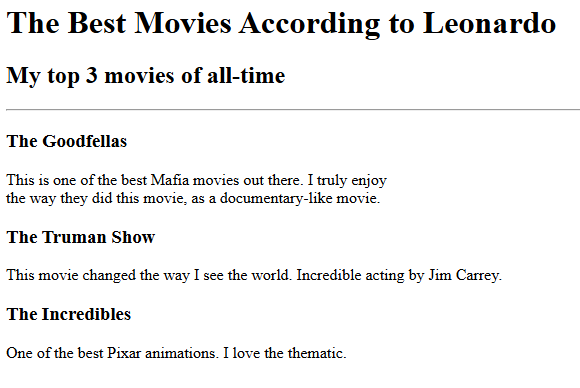 The Best Movies According to Leonardo
My top 3 movies of all-time
The Goodfellas
This is one of the best Mafia movies out there. I truly enjoy
the way they did this movie, as a documentary-like movie.
The Truman Show
This movie changed the way I see the world. Incredible acting by Jim Carrey.
The Incredibles
One of the best Pixar animations. I love the thematic.